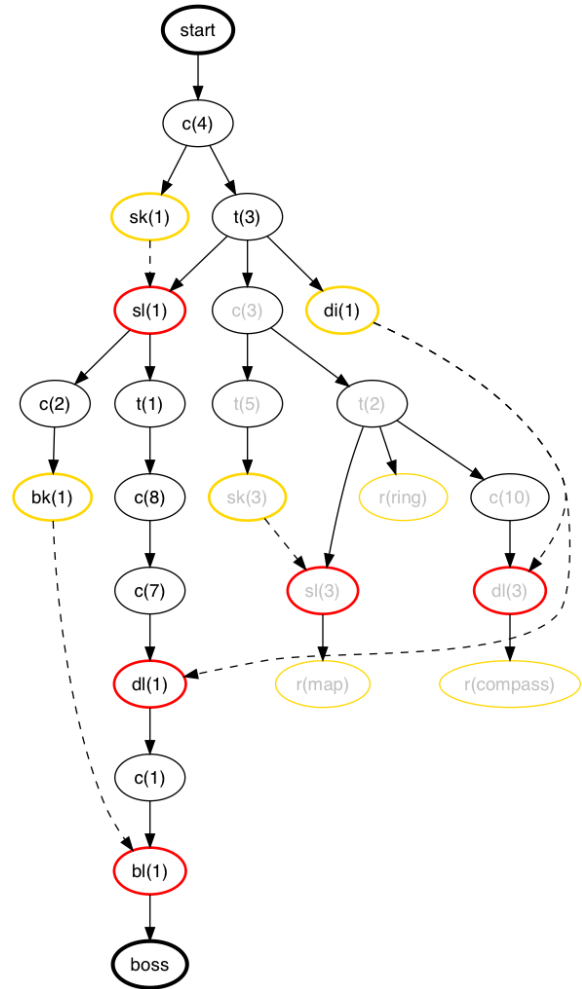 start
c(4)
sk(1)
t(3)
sl(1)
c(3)
di(1)
c(2)
t(1)
t(5)
t(2)
bk(1)
c(8)
sk(3)
r(ring)
c(10)
c(7)
sl(3)
dl(3)
dl(1)
r(map)
r(compass)
c(1)
bl(1)
boss